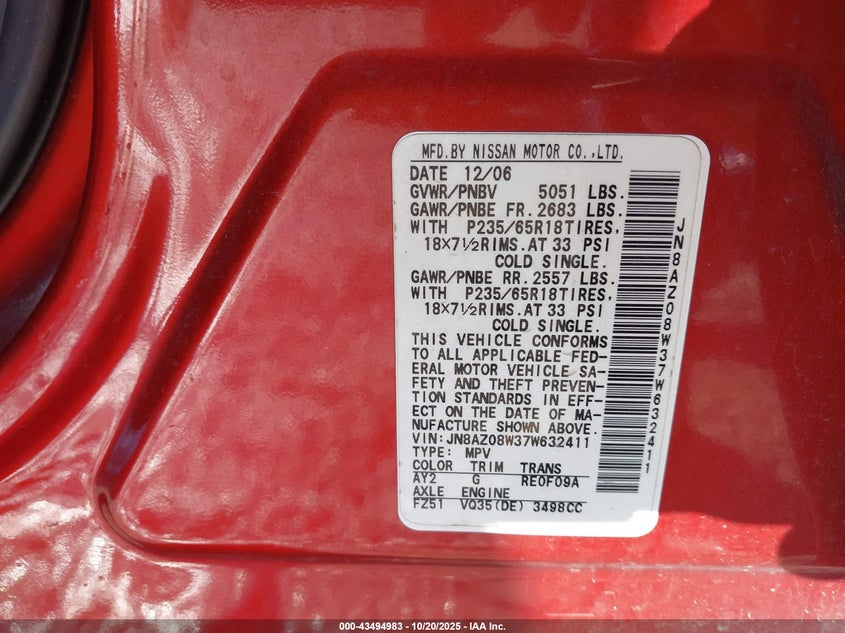 MFD.BY NISSAN MOTOR CO.,LTD.
DATE 12/06
GVWR/PNBV 5051 LBS.
GAWR/PNBE FR.2683 LBS.
WITH P235/65R18TIRES,
18×7½RIMS.AT 33 PSI
COLD SINGLE.
GAWR/PNBE RR.2557 LBS.
WITH P235/65R18TIRES,
18×7½RIMS.AT 33 PSI
COLD SINGLE.
THIS VEHICLE CONFORMS
TO ALL APPLICABLE FED-
ERAL MOTOR VEHICLE SA-
FETY AND THEFT PREVEN-
TION STANDARDS IN EFF-
ECT ON THE DATE OF MA-
NUFACTURE SHOWN ABOVE.
VIN:JN8AZ08W37W632411
TYPE: MPV
COLOR TRIM TRANS
AY2 G RE0F09A
AXLE ENGINE
FZ51 VQ35(DE) 3498CC
JN8AZ08W37W632411
000-43494983 - 10/20/2025 - IAA Inc.